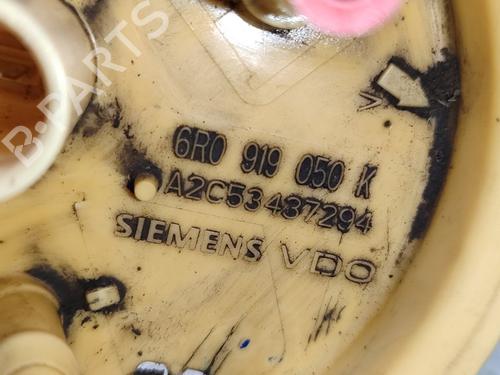 B-PARTS
6R0 919 050 K
A2C53437294
SIEMENS VDO